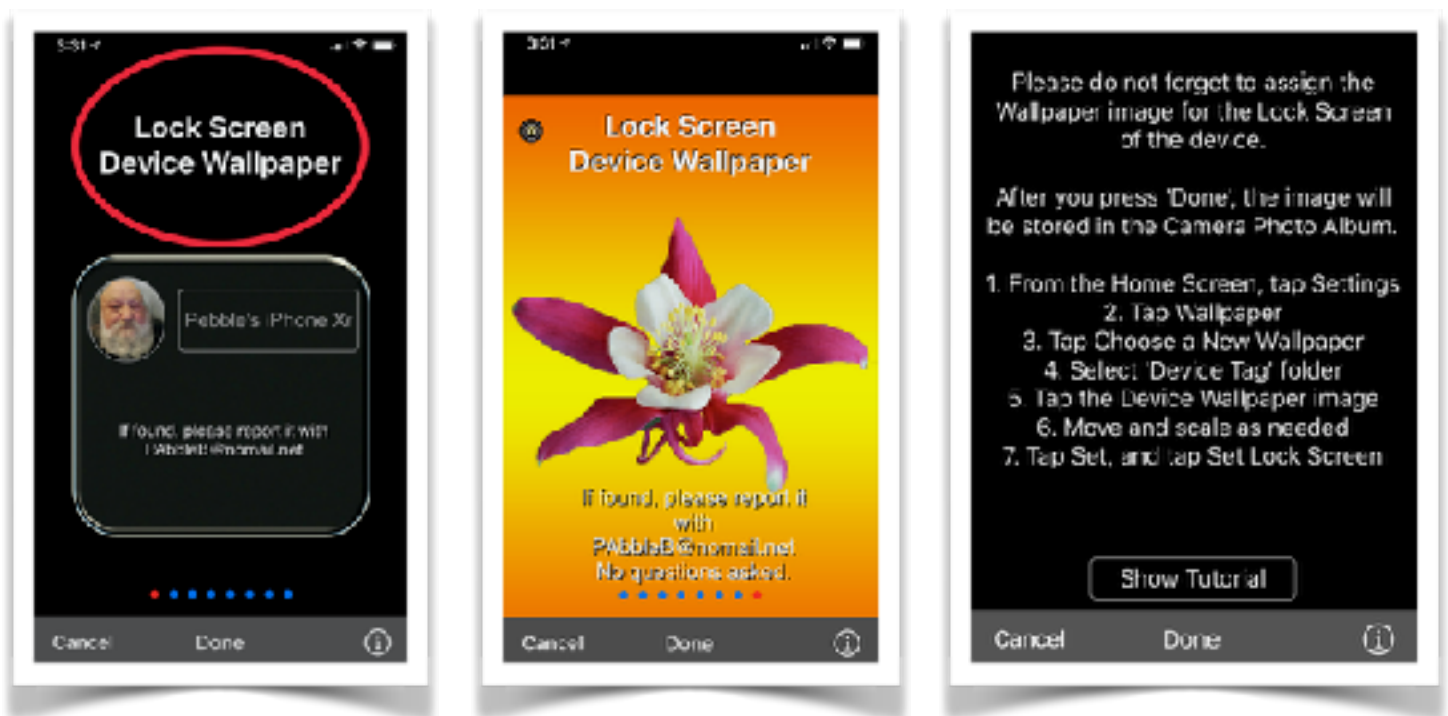 Lock Screen
Device Wallpaper
Pebble's iPhone Xr
If found, please report it with
Cancel
Done
Lock Screen
Device Wallpaper
If found, please report it
with
PAbbleB@nomail.net
No questions asked.
Cancel
Done
Please do not forget to assign the
Wallpaper image for the Lock Screen
of the device.
After you press 'Done', the image will
be stored in the Camera Photo Album.
1. From the Home Screen, tap Settings
2. Tap Wallpaper
3. Tap Choose a New Wallpaper
4. Select 'Device Tag' folder
5. Tap the Device Wallpaper image
6. Move and scale as needed
7. Tap Set, and tap Set Lock Screen
Show Tutorial
Cancel
Done